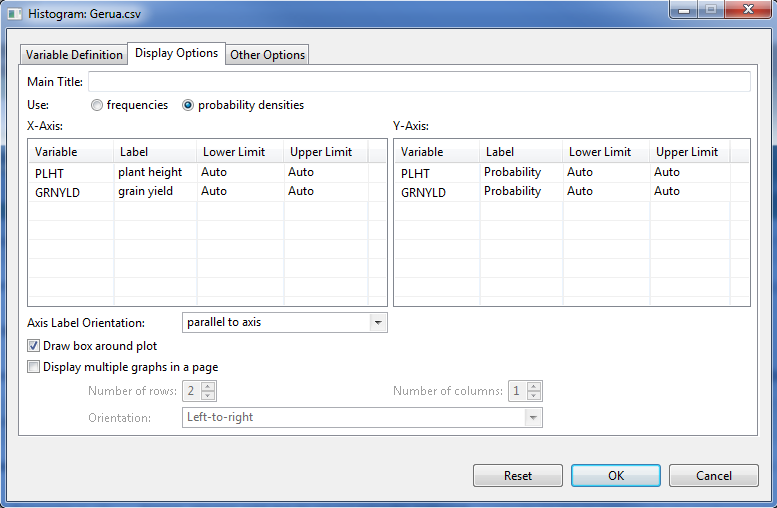 Histogram: Gerua.csv
Variable Definition Display Options Other Options
Main Title:
Use: frequencies probability densities
X-Axis: Y-Axis:
Variable Label Lower Limit Upper Limit Variable Label Lower Limit Upper Limit
PLHT plant height Auto Auto PLHT Probability Auto Auto
GRNYLD grain yield Auto Auto GRNYLD Probability Auto Auto
Axis Label Orientation: parallel to axis
Draw box around plot
Display multiple graphs in a page
Number of rows: 2 Number of columns: 1
Orientation: Left-to-right
Reset OK Cancel